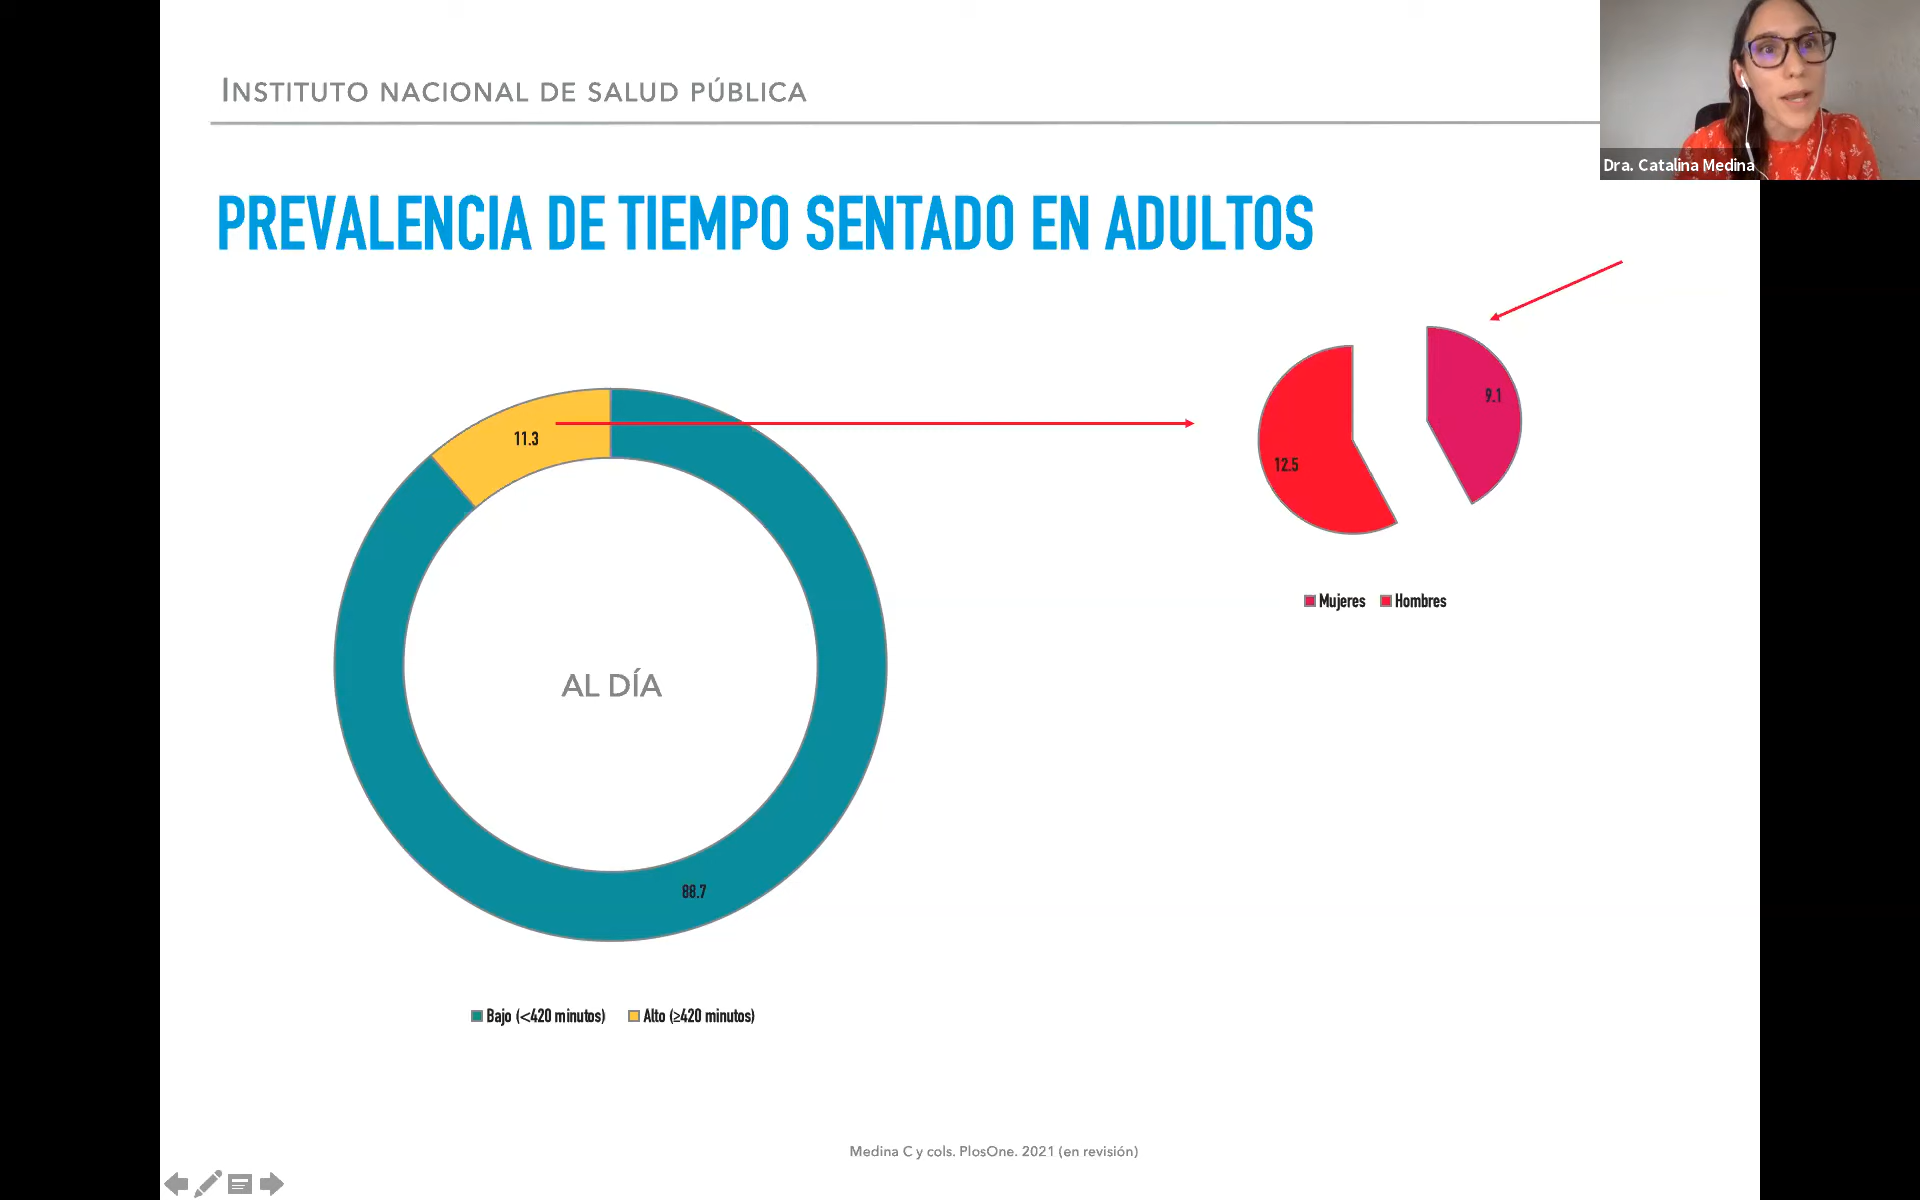 INSTITUTO NACIONAL DE SALUD PÚBLICA
Dra. Catalina Medina
PREVALENCIA DE TIEMPO SENTADO EN ADULTOS
9.1
11.3
12.5
Mujeres Hombres
AL DÍA
88.7
Bajo (<420 minutos) Alto (≥420 minutos)
Medina C y cols. PlosOne. 2021 (en revisión)